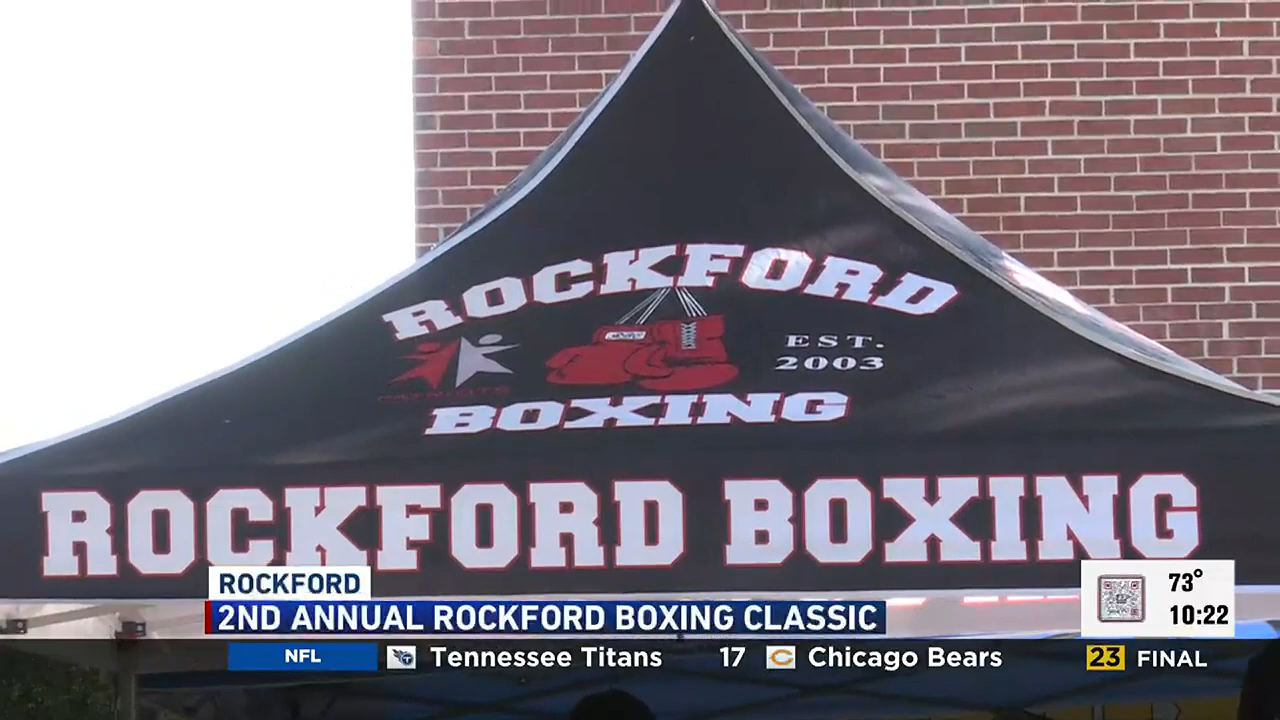 ROCKFORD
EST.
2003
BOXING
ROCKFORD BOXING
ROCKFORD
2ND ANNUAL ROCKFORD BOXING CLASSIC
73°
10:22
NFL Tennessee Titans 17 Chicago Bears 23 FINAL